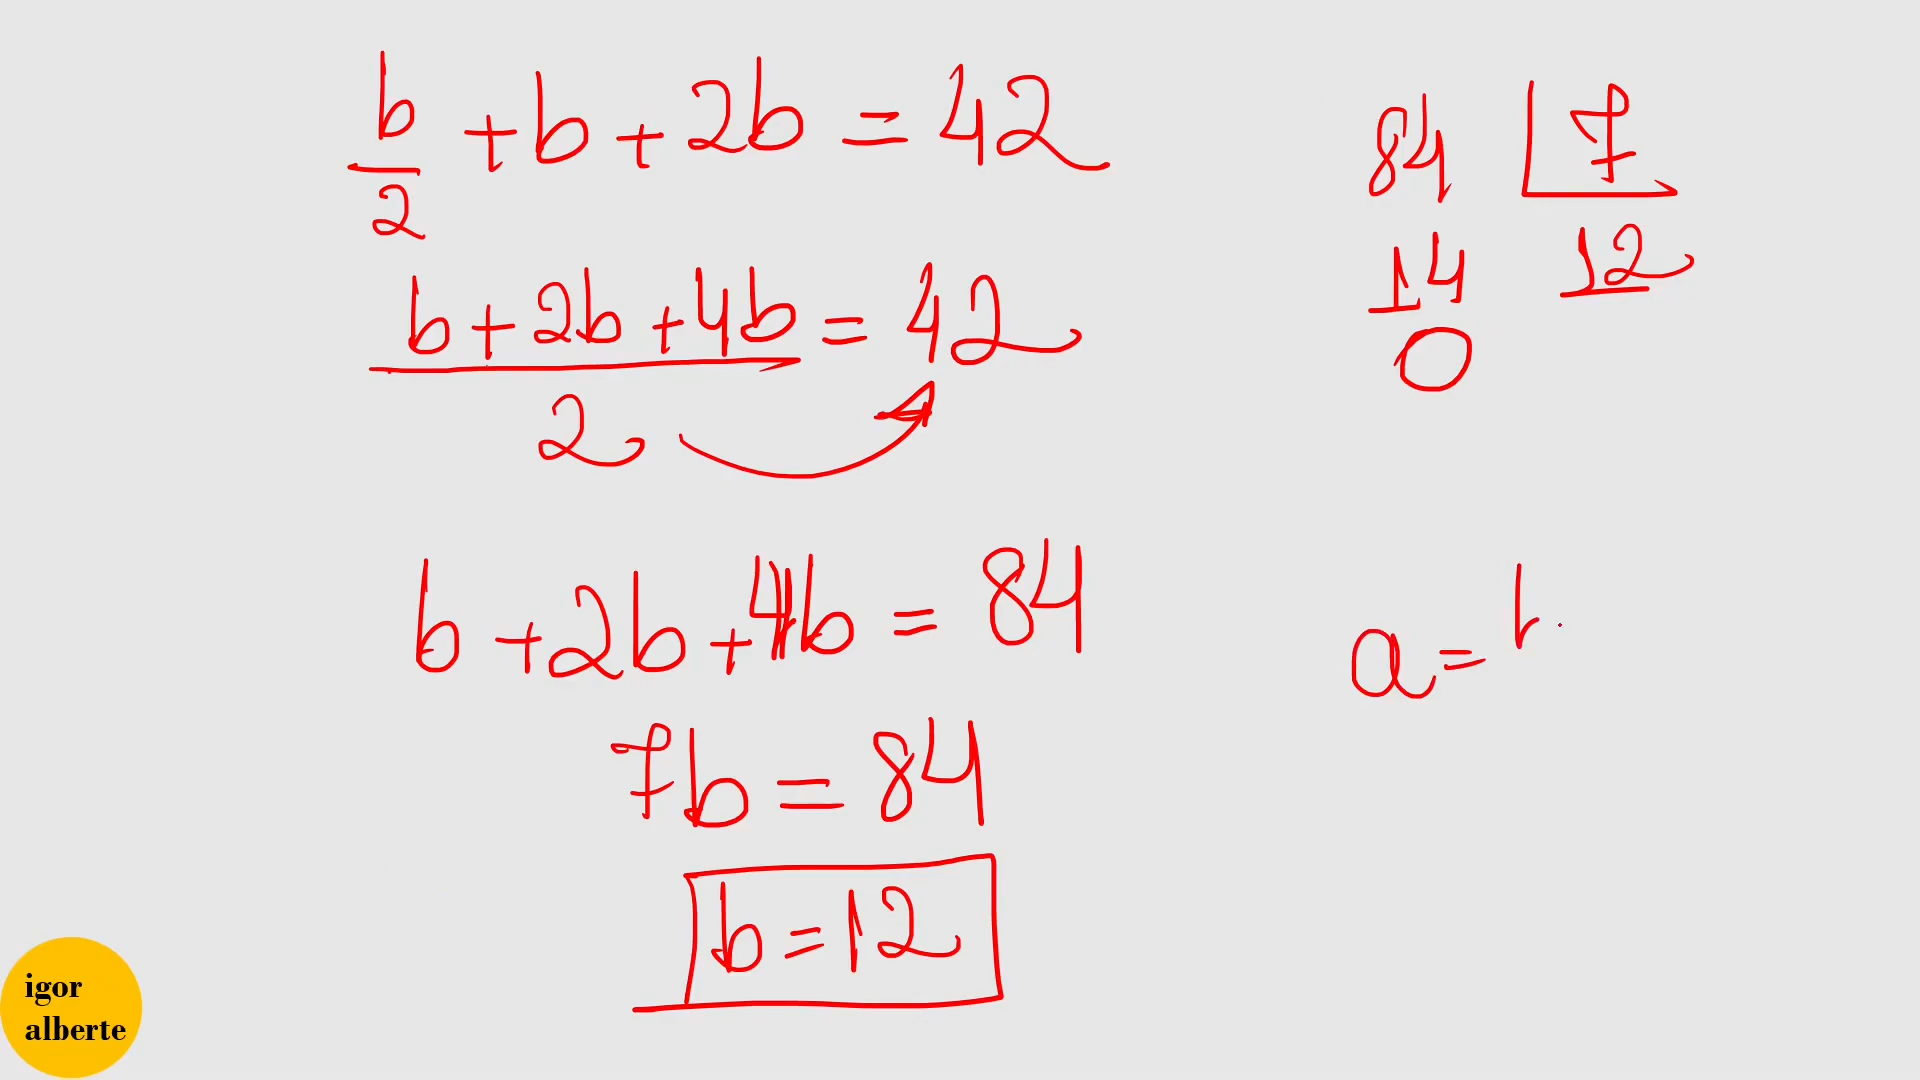 b/2 + b + 2b = 42
(b + 2b + 4b)/2 = 42
b + 2b + 4b = 84
7b = 84
b = 12
84 | 7
14 12
0
a =
igor
alberte